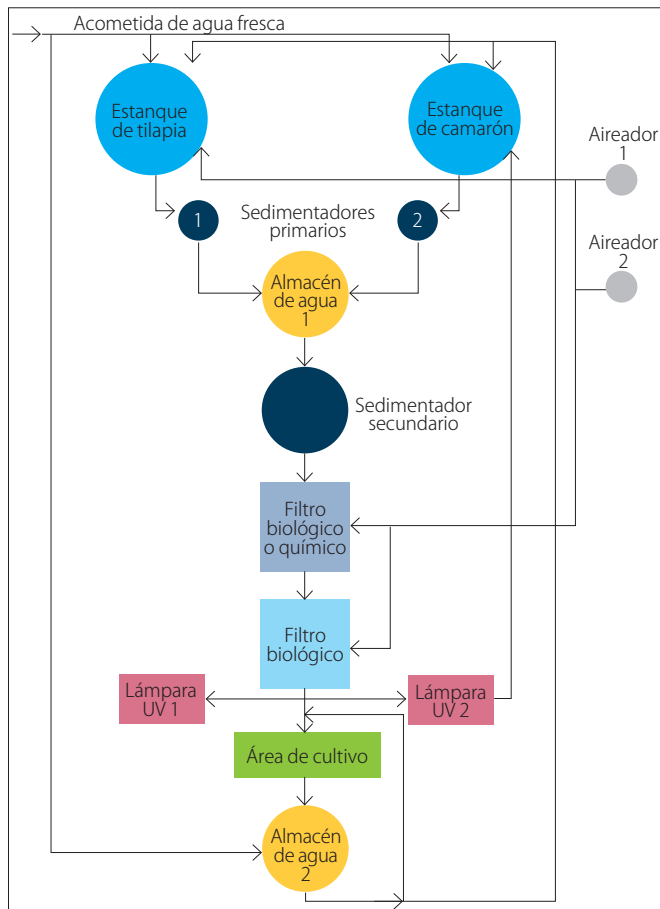 Acometida de agua fresca
Estanque
de tilapia
Estanque
de camarón
Aireador
1
1
Sedimentadores
primarios
2
Aireador
2
Almacén
de agua
1
Sedimentador
secundario
Filtro
biológico
o químico
Filtro
biológico
Lámpara
UV 1
Lámpara
UV 2
Área de cultivo
Almacén
de agua
2